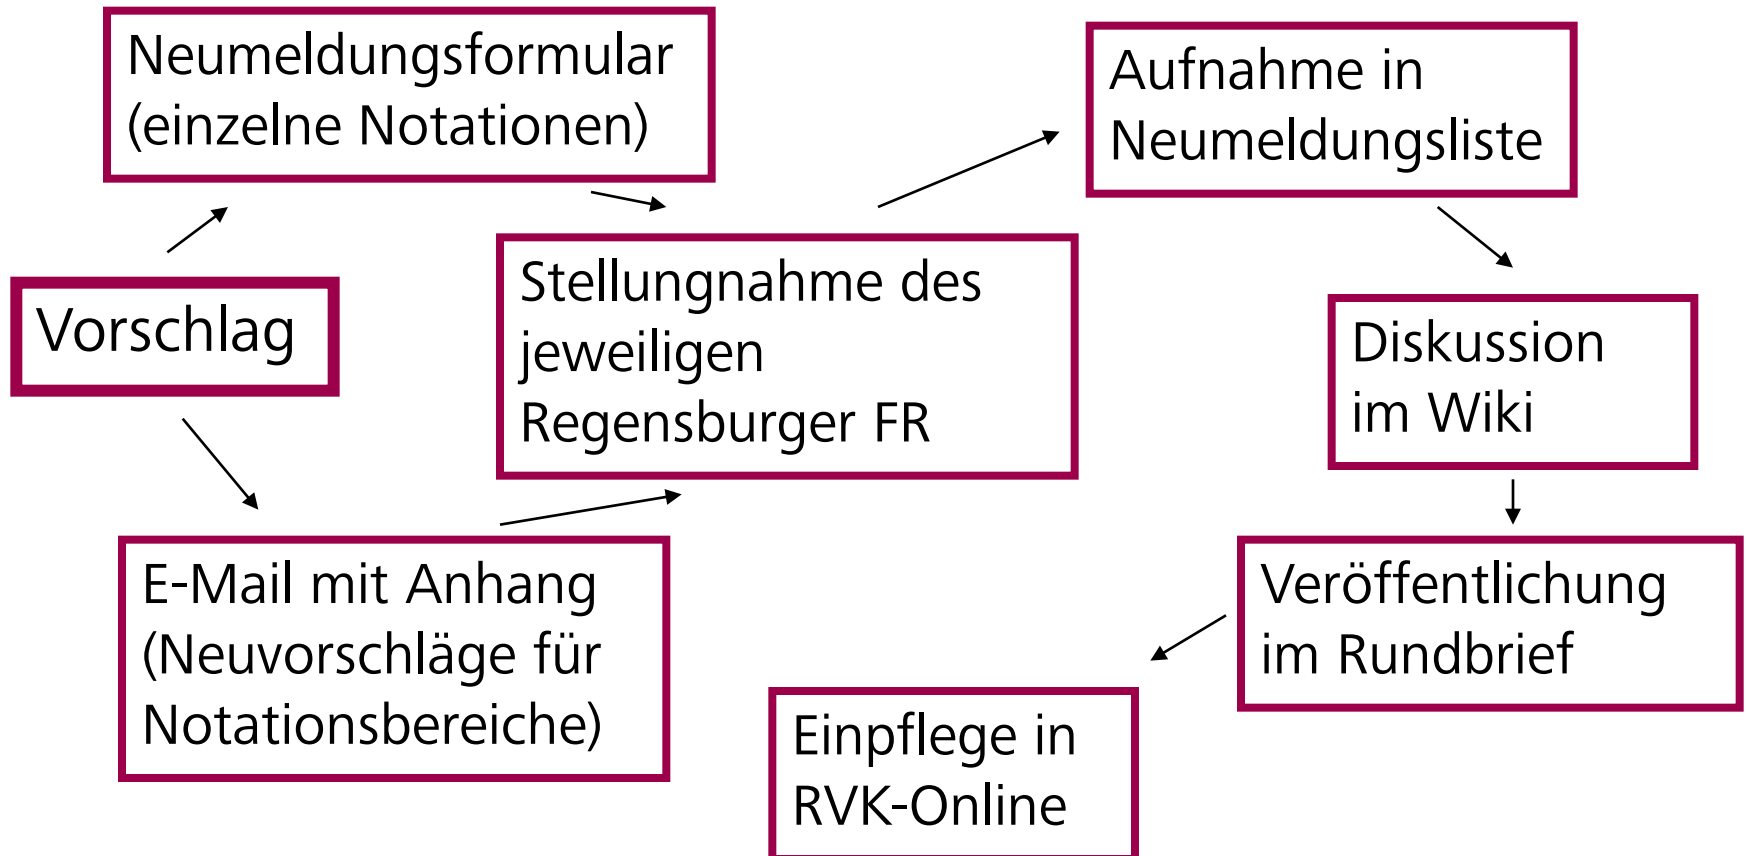 Neumeldungsformular
(einzelne Notationen)
Aufnahme in
Neumeldungsliste
Vorschlag
Stellungnahme des
jeweiligen
Regensburger FR
Diskussion
im Wiki
E-Mail mit Anhang
(Neuvorschläge für
Notationsbereiche)
Veröffentlichung
im Rundbrief
Einpflege in
RVK-Online